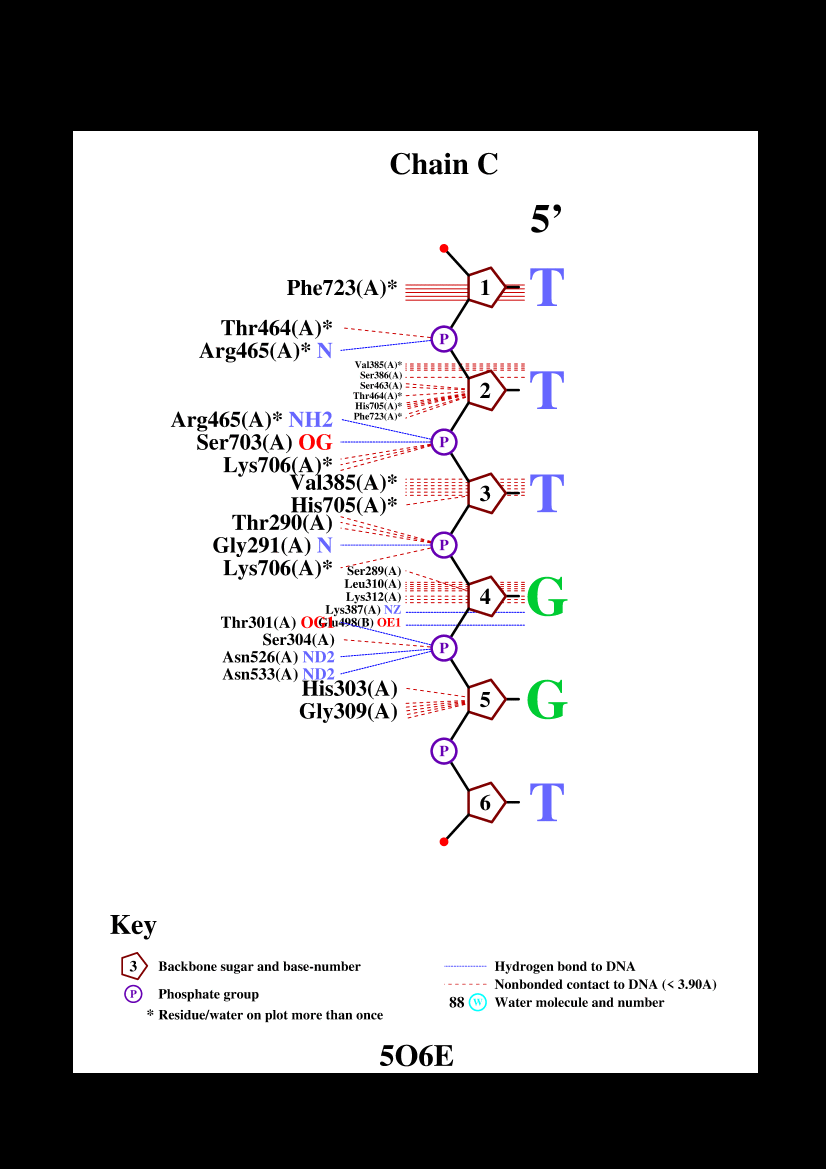 Chain C
5’
Phe723(A)*
1 T
Thr464(A)*
P
Arg465(A)* N
Val385(A)*
Ser386(A)
Ser463(A)
2 T
Thr464(A)*
His705(A)*
Phe723(A)*
Arg465(A)* NH2
Ser703(A) OG
P
Lys706(A)*
Val385(A)*
3 T
His705(A)*
Thr290(A)
Gly291(A) N
P
Lys706(A)*
Ser289(A)
Leu310(A)
Lys312(A)
4 G
Lys387(A) NZ
Thr301(A) OG1
Glu498(B) OE1
Ser304(A)
P
Asn526(A) ND2
Asn533(A) ND2
His303(A)
5 G
Gly309(A)
P
6 T
Key
3 Backbone sugar and base-number
P Phosphate group
* Residue/water on plot more than once
Hydrogen bond to DNA
Nonbonded contact to DNA (< 3.90A)
88 W Water molecule and number
5O6E